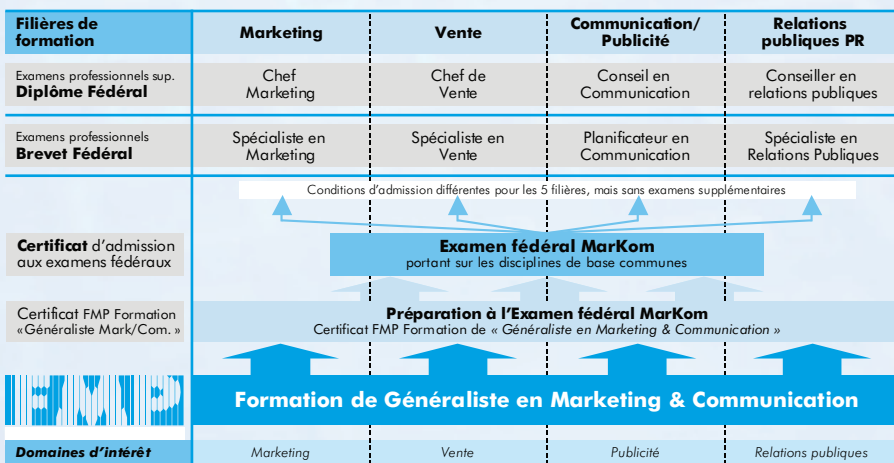 Filières de
formation
Marketing
Vente
Communication/
Publicité
Relations
publiques PR
Examens professionnels sup.
Diplôme Fédéral
Chef
Marketing
Chef de
Vente
Conseil en
Communication
Conseiller en
relations publiques
Examens professionnels
Brevet Fédéral
Spécialiste en
Marketing
Spécialiste en
Vente
Planificateur en
Communication
Spécialiste en
Relations Publiques
Conditions d'admission différentes pour les 5 filières, mais sans examens supplémentaires
Certificat d'admission
aux examens fédéraux
Examen fédéral MarKom
portant sur les disciplines de base communes
Certificat FMP Formation
«Généraliste Mark/Com. »
Préparation à l'Examen fédéral MarKom
Certificat FMP Formation de « Généraliste en Marketing & Communication »
Formation de Généraliste en Marketing & Communication
Domaines d'intérêt
Marketing
Vente
Publicité
Relations publiques